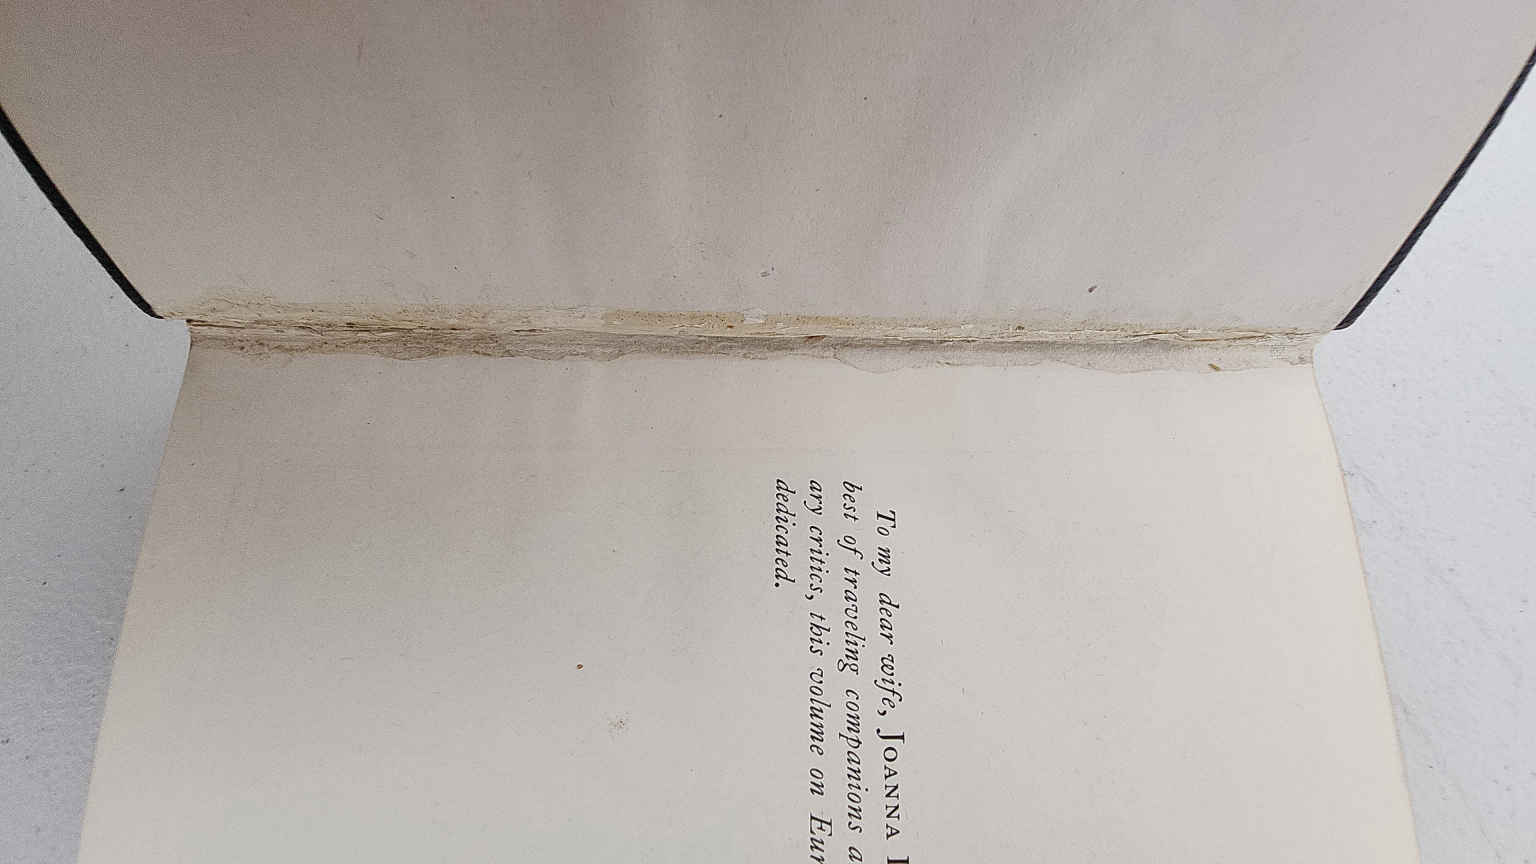 To my dear wife, JOANNA
best of traveling companions
ary critics, this volume on
dedicated.